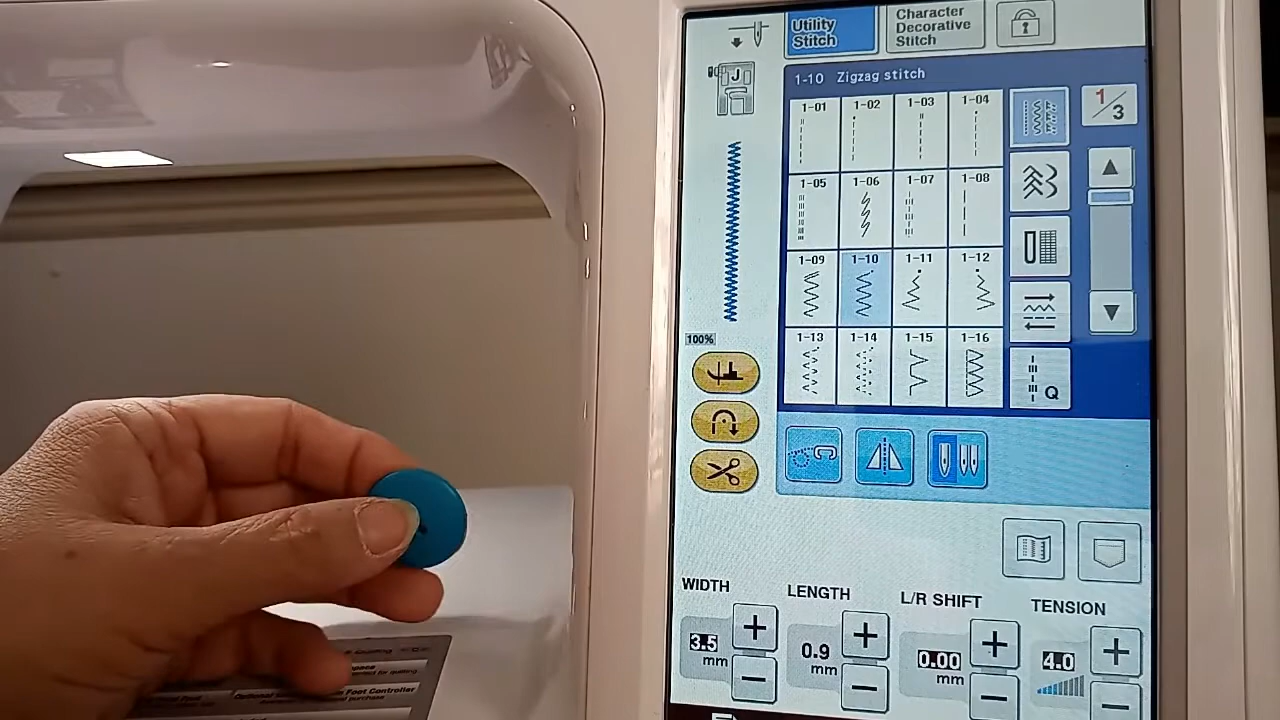 Utility
Stitch
Character
Decorative
Stitch
J
1-10 Zigzag stitch
1/3
1-01
1-02
1-03
1-04
1-05
1-06
1-07
1-08
1-09
1-10
1-11
1-12
1-13
1-14
1-15
1-16
Q
100%
WIDTH
3.5
mm
LENGTH
0.9
mm
L/R SHIFT
0.00
mm
TENSION
4.0
Foot Controller